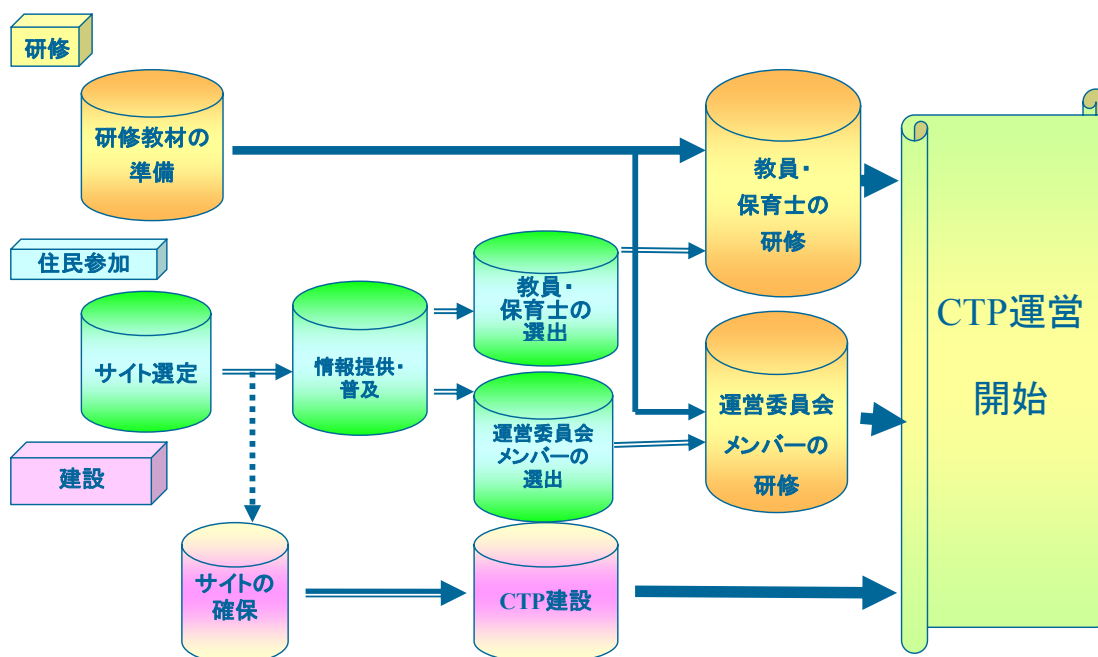 研修
研修教材の
準備
教員・
保育士の
研修
住民参加
サイト選定
情報提供・
普及
教員・
保育士の
選出
運営委員会
メンバーの
選出
運営委員会
メンバーの
研修
CTP運営
開始
建設
サイトの
確保
CTP建設